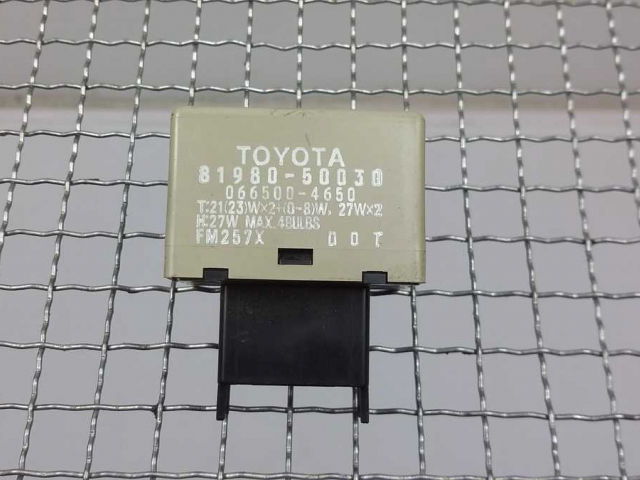 TOYOTA
81980-50030
066500-4650
T:21(23)W×2+(0~8)W, 27W×2
H:27W MAX.4BULBS
FM257X DOT